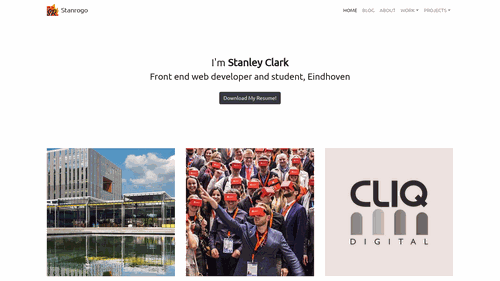 Stanrogo
HOME BLOG ABOUT WORK PROJECTS
I'm Stanley Clark
Front end web developer and student, Eindhoven
Download My Resume!
CLIQ
DIGITAL